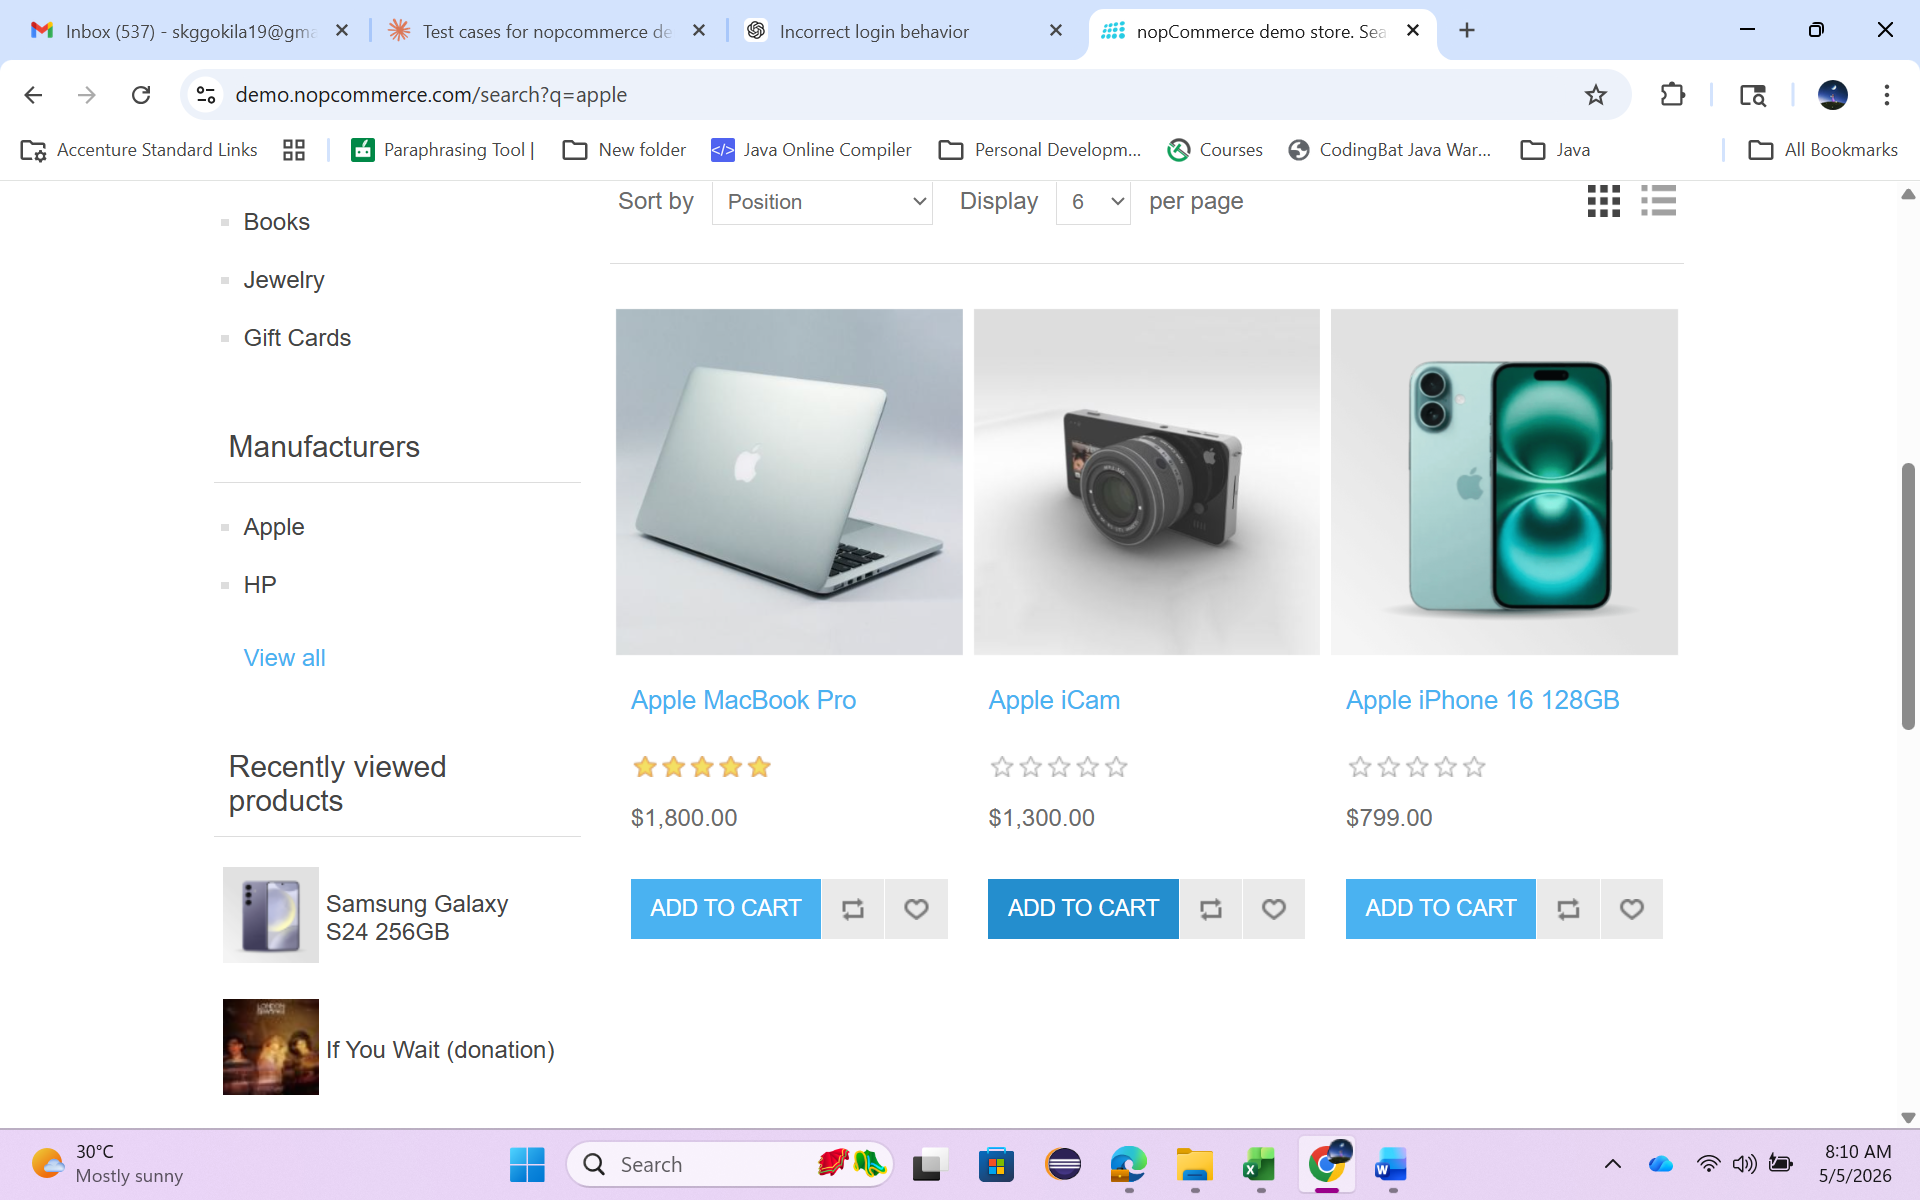 Inbox (537) - skggokila19@gma
Test cases for nopcommerce de
Incorrect login behavior
nopCommerce demo store. Sea
demo.nopcommerce.com/search?q=apple
Accenture Standard Links
Paraphrasing Tool |
New folder
Java Online Compiler
Personal Developm...
Courses
CodingBat Java War...
Java
All Bookmarks
Books
Jewelry
Gift Cards
Manufacturers
Apple
HP
View all
Recently viewed
products
Samsung Galaxy
S24 256GB
If You Wait (donation)
Sort by Position Display 6 per page
Apple MacBook Pro
$1,800.00
ADD TO CART
Apple iCam
$1,300.00
ADD TO CART
Apple iPhone 16 128GB
$799.00
ADD TO CART
30°C
Mostly sunny
Search
8:10 AM
5/5/2026